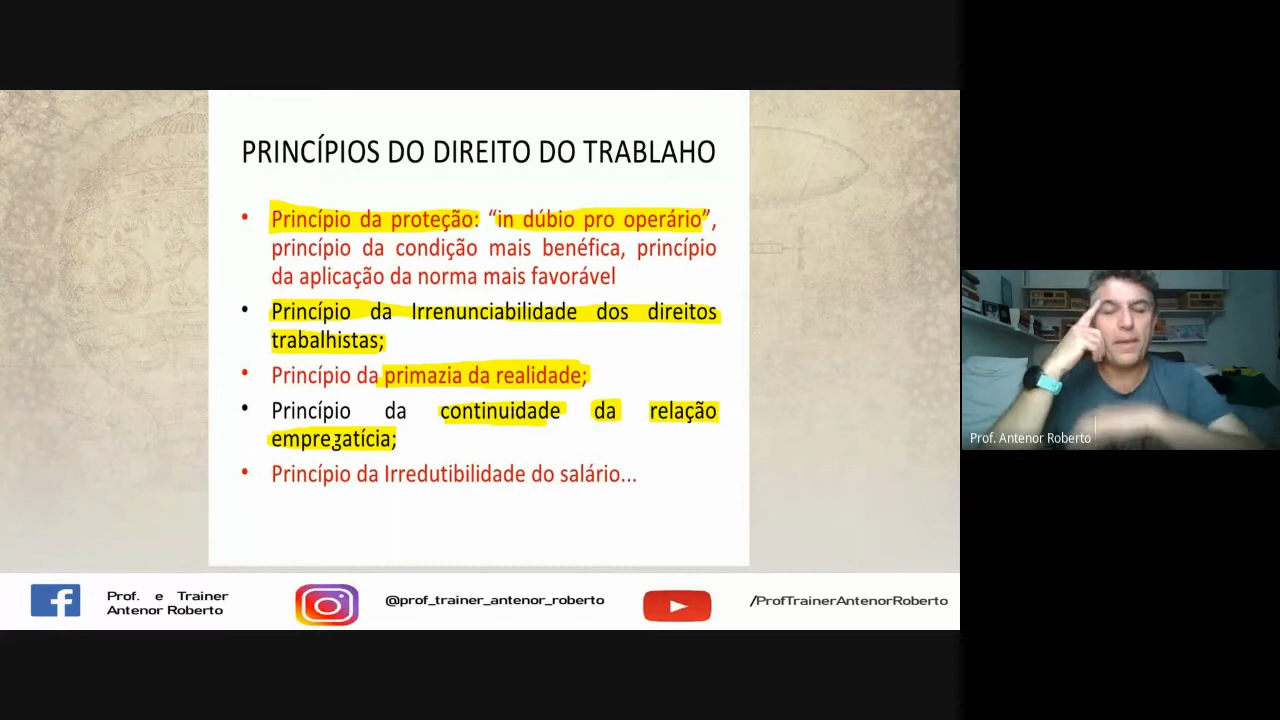 PRINCÍPIOS DO DIREITO DO TRABLAHO
• Princípio da proteção: “in dúbio pro operário”,
princípio da condição mais benéfica, princípio
da aplicação da norma mais favorável
• Princípio da Irrenunciabilidade dos direitos
trabalhistas;
• Princípio da primazia da realidade;
• Princípio da continuidade da relação
empregatícia;
• Princípio da Irredutibilidade do salário...
Prof. Antenor Roberto
Prof. e Trainer
Antenor Roberto
@prof_trainer_antenor_roberto
/ProfTrainerAntenorRoberto